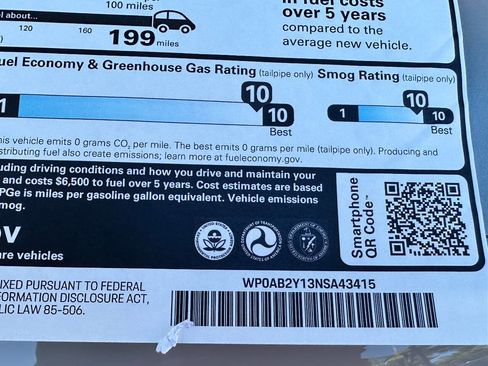 100 miles
in fuel costs
over 5 years
compared to the
average new vehicle.
el about...
120 160
199 miles
uel Economy & Greenhouse Gas Rating (tailpipe only)
Smog Rating (tailpipe only)
10
10
1
10
1
10
Best
Best
his vehicle emits 0 grams CO₂ per mile. The best emits 0 grams per mile (tailpipe only). Producing and
stributing fuel also create emissions; learn more at fueleconomy.gov.
uding driving conditions and how you drive and maintain your
and costs $6,500 to fuel over 5 years. Cost estimates are based
PGe is miles per gasoline gallon equivalent. Vehicle emissions
mog.
ov
are vehicles
Smartphone
QR Code™
IXED PURSUANT TO FEDERAL
FORMATION DISCLOSURE ACT,
LIC LAW 85-506.
WP0AB2Y13NSA43415